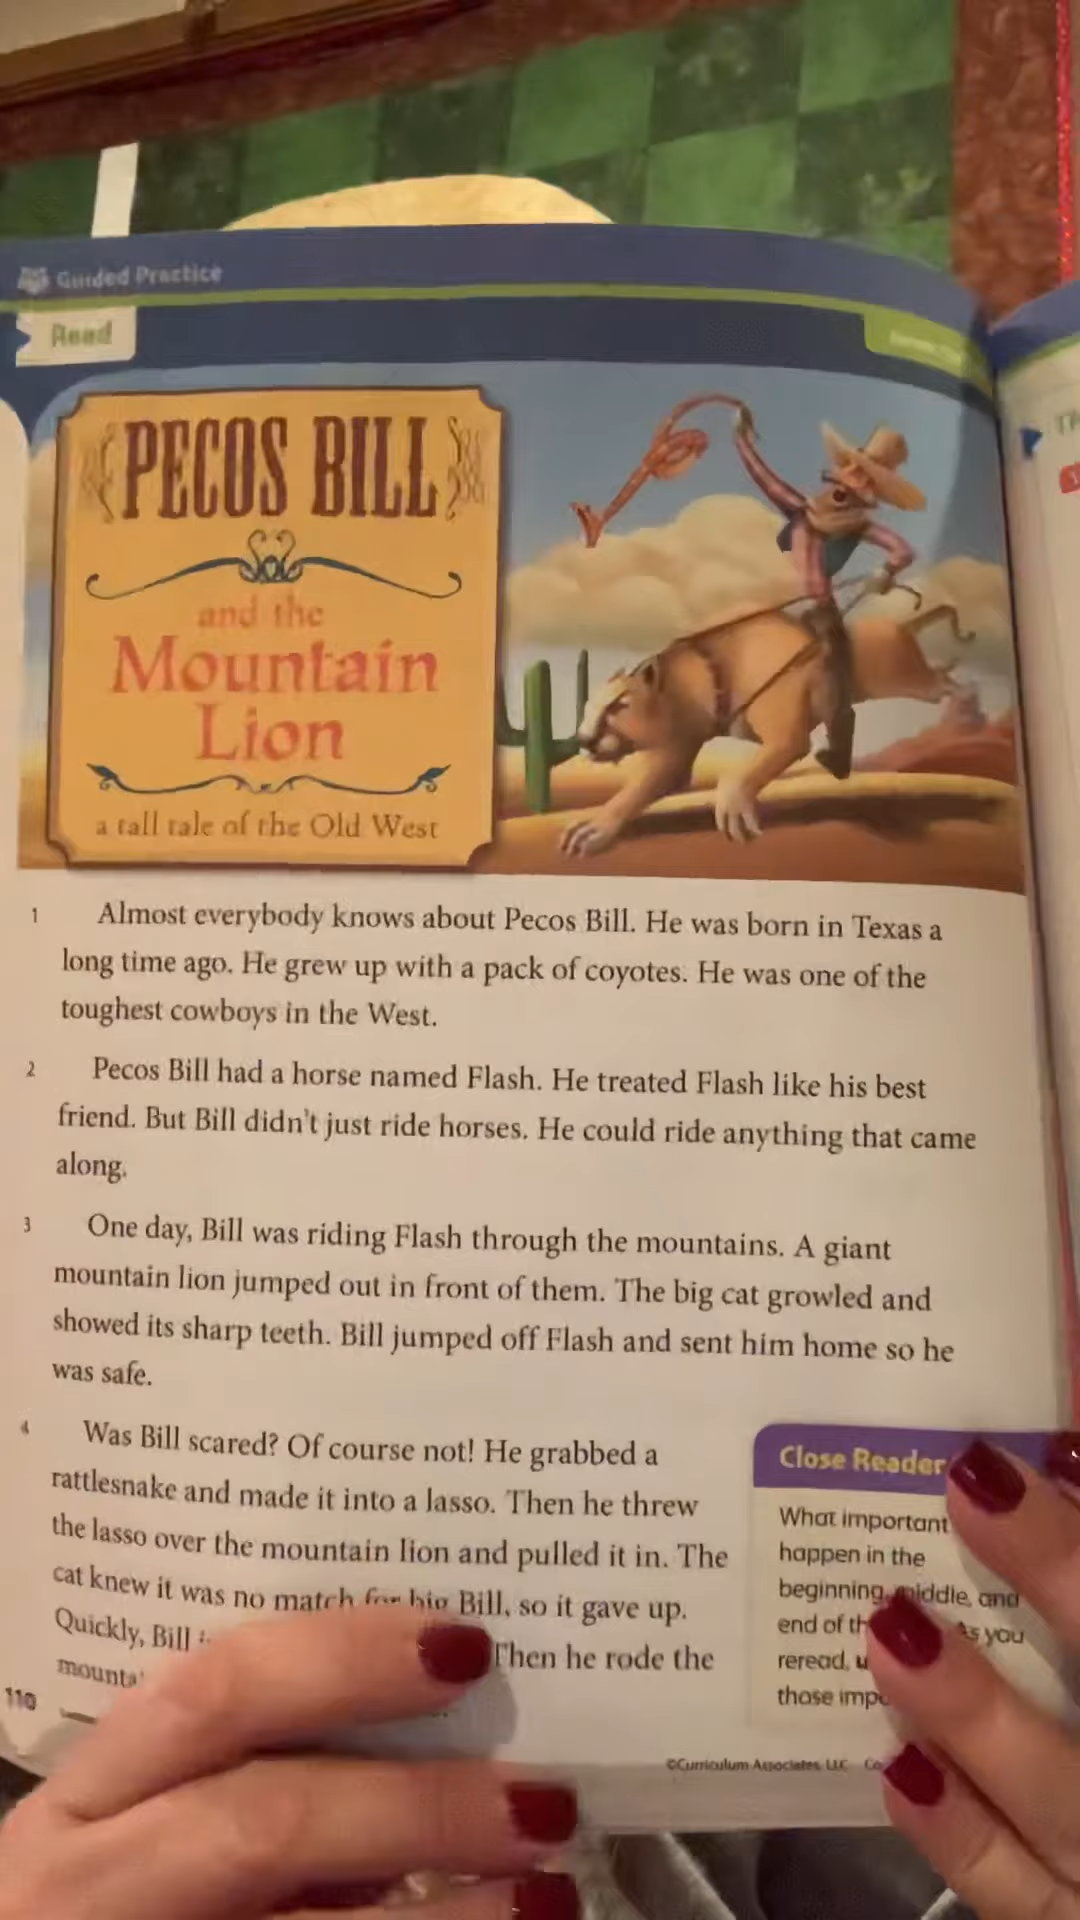 Guided Practice
Read
PECOS BILL
and the
Mountain
Lion
a tall tale of the Old West
1 Almost everybody knows about Pecos Bill. He was born in Texas a
long time ago. He grew up with a pack of coyotes. He was one of the
toughest cowboys in the West.
2 Pecos Bill had a horse named Flash. He treated Flash like his best
friend. But Bill didn't just ride horses. He could ride anything that came
along.
3 One day, Bill was riding Flash through the mountains. A giant
mountain lion jumped out in front of them. The big cat growled and
showed its sharp teeth. Bill jumped off Flash and sent him home so he
was safe.
4 Was Bill scared? Of course not! He grabbed a
rattlesnake and made it into a lasso. Then he threw
the lasso over the mountain lion and pulled it in. The
cat knew it was no match for big Bill, so it gave up.
Quickly, Bill Then he rode the
110
Close Reader
What important
happen in the
beginning, middle, and
end of As you
reread,
those
©Curriculum Associates, LLC